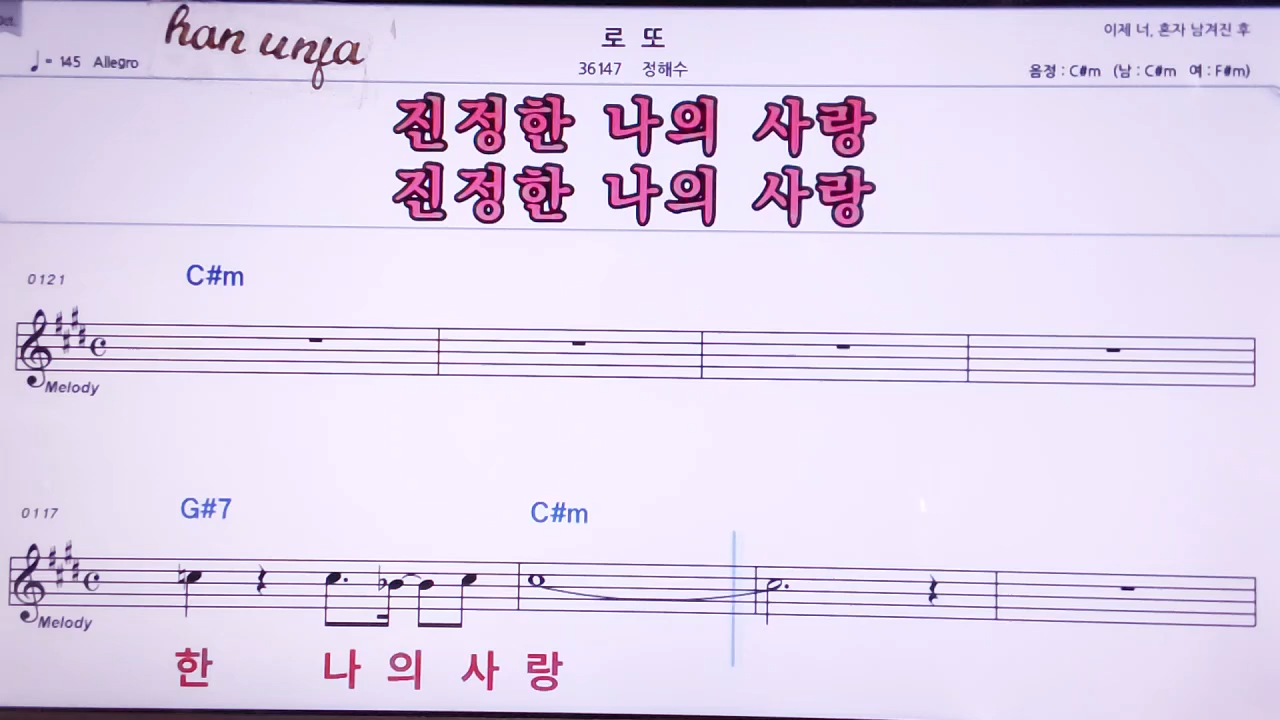 han unja
로 또
이제 너, 혼자 남겨진 후
♩= 145 Allegro
36147 정해수
음정 : C#m (남 : C#m 여 : F#m)
진정한 나의 사랑
진정한 나의 사랑
0121
C#m
Melody
0117
G#7 C#m
Melody
한 나 의 사 랑